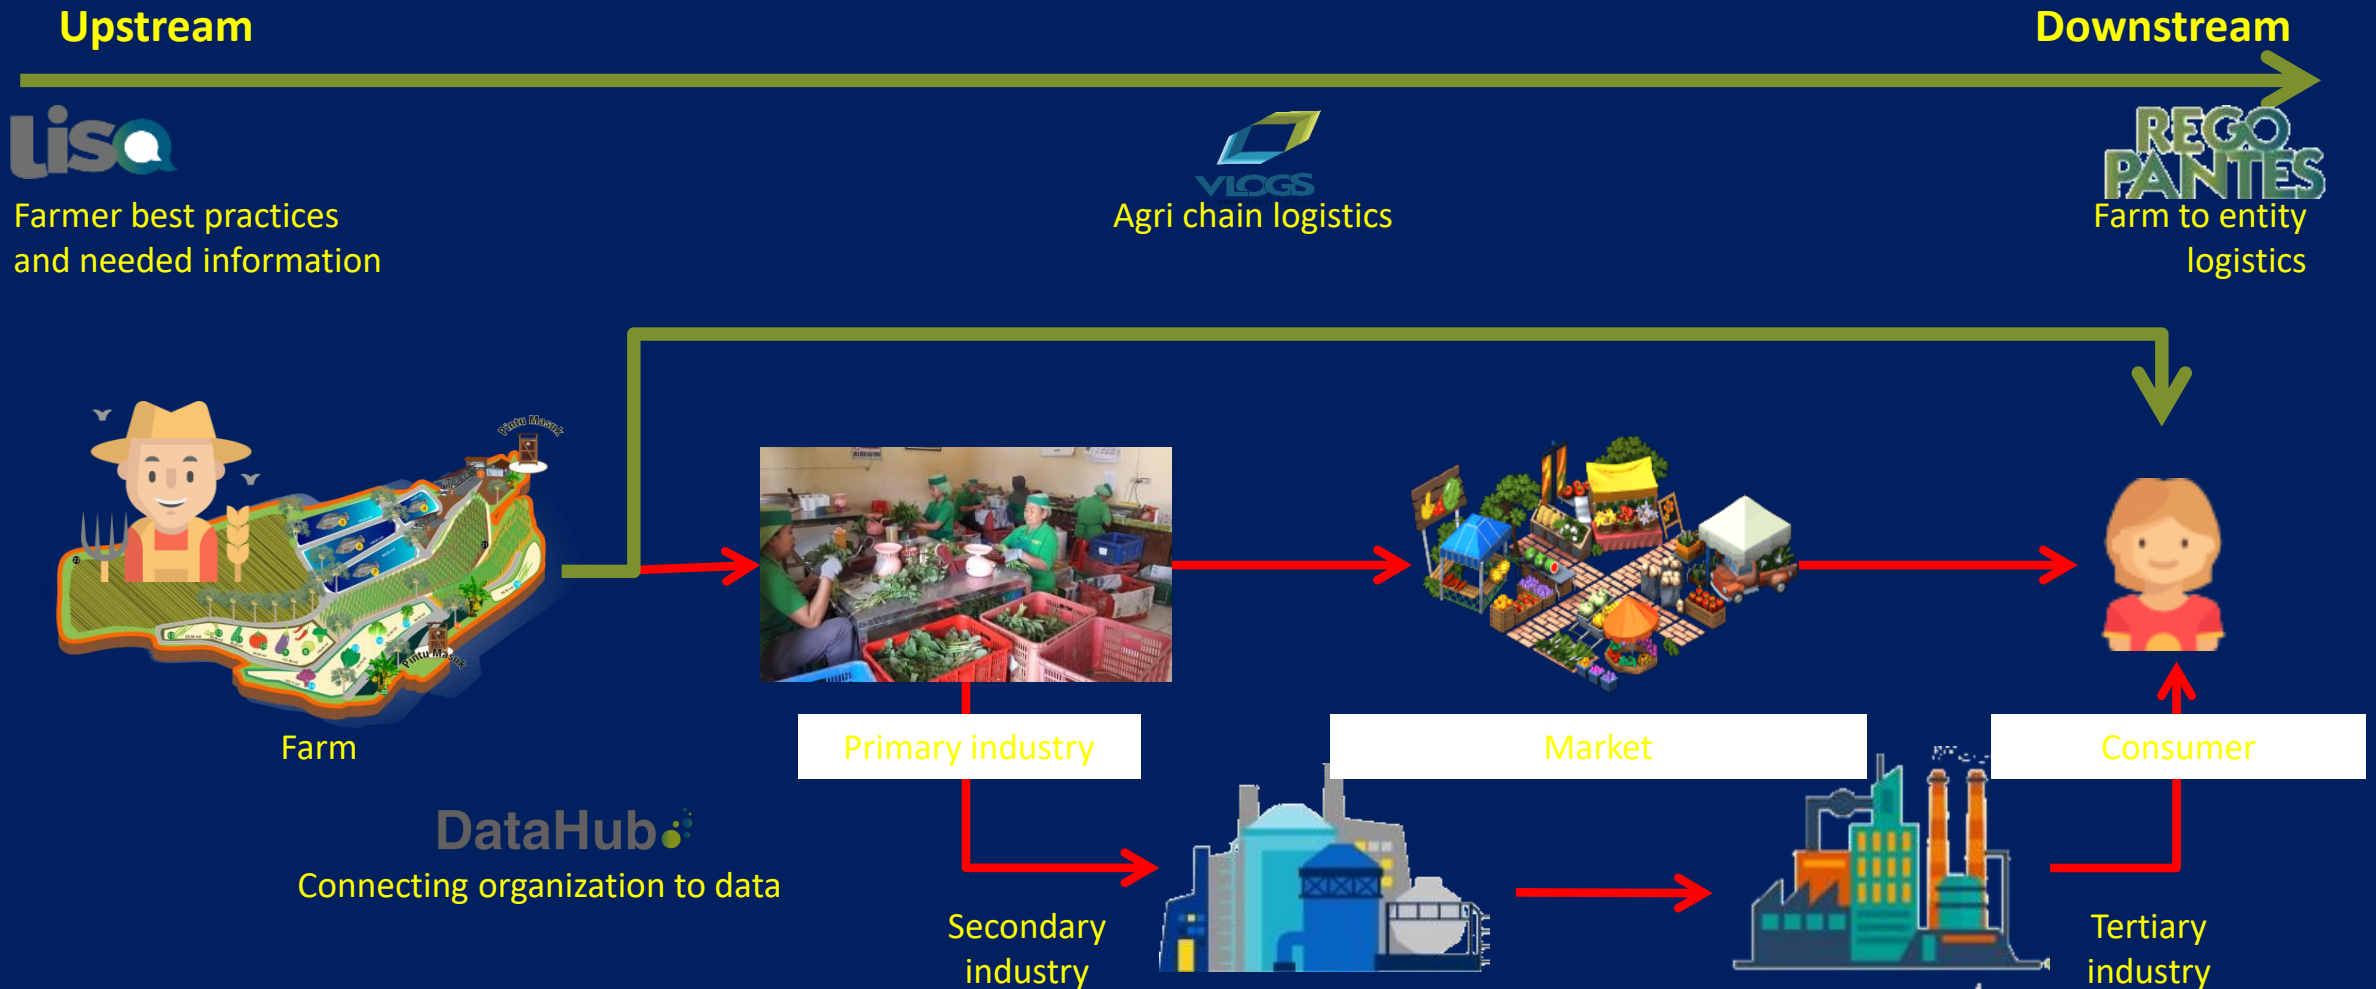 Upstream
Downstream
LISA
VLOGS
REGO
PANTES
Farmer best practices
and needed information
Agri chain logistics
Farm to entity
logistics
Pintu Masuk
Pintu Masuk
Farm
Primary industry
Market
Consumer
DataHub
Connecting organization to data
Secondary
industry
Tertiary
industry